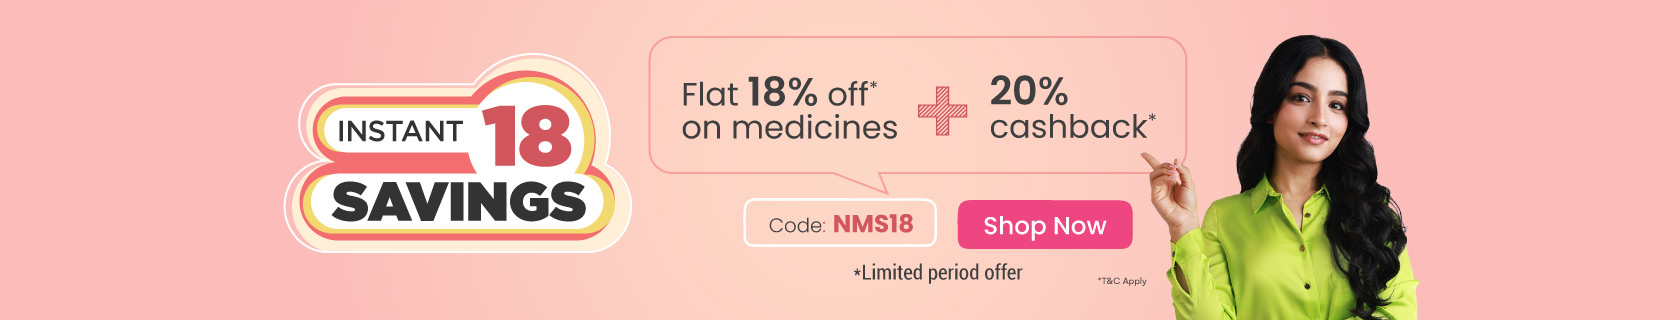 INSTANT 18
SAVINGS
Flat 18% off*
on medicines
20%
cashback*
Code: NMS18
Shop Now
*Limited period offer
*T&C Apply